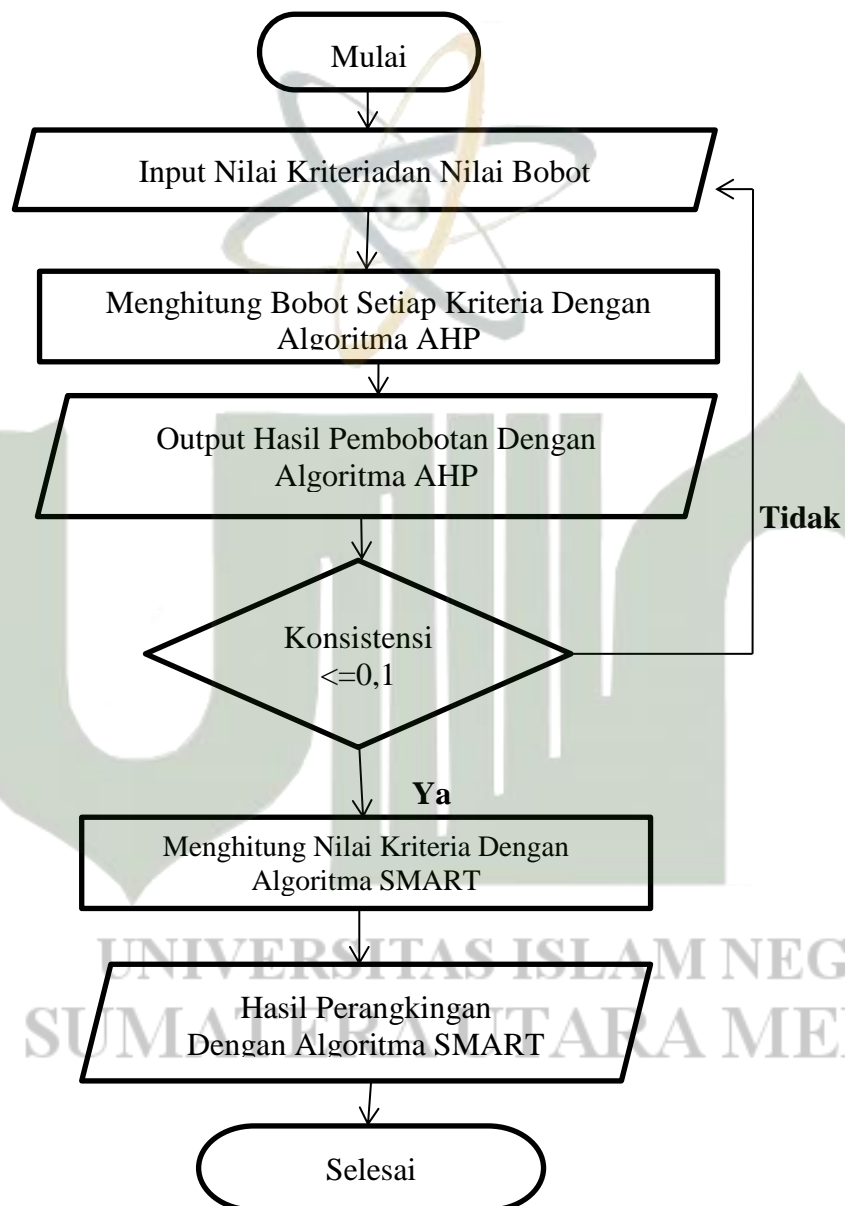 Mulai
Input Nilai Kriteriadan Nilai Bobot
Menghitung Bobot Setiap Kriteria Dengan
Algoritma AHP
Output Hasil Pembobotan Dengan
Algoritma AHP
Tidak
Konsistensi
<=0,1
Ya
Menghitung Nilai Kriteria Dengan
Algoritma SMART
UNIVERSITAS ISLAM NEG
Hasil Perangkingan
Dengan Algoritma SMART
SUMATERA UTARA ME
Selesai